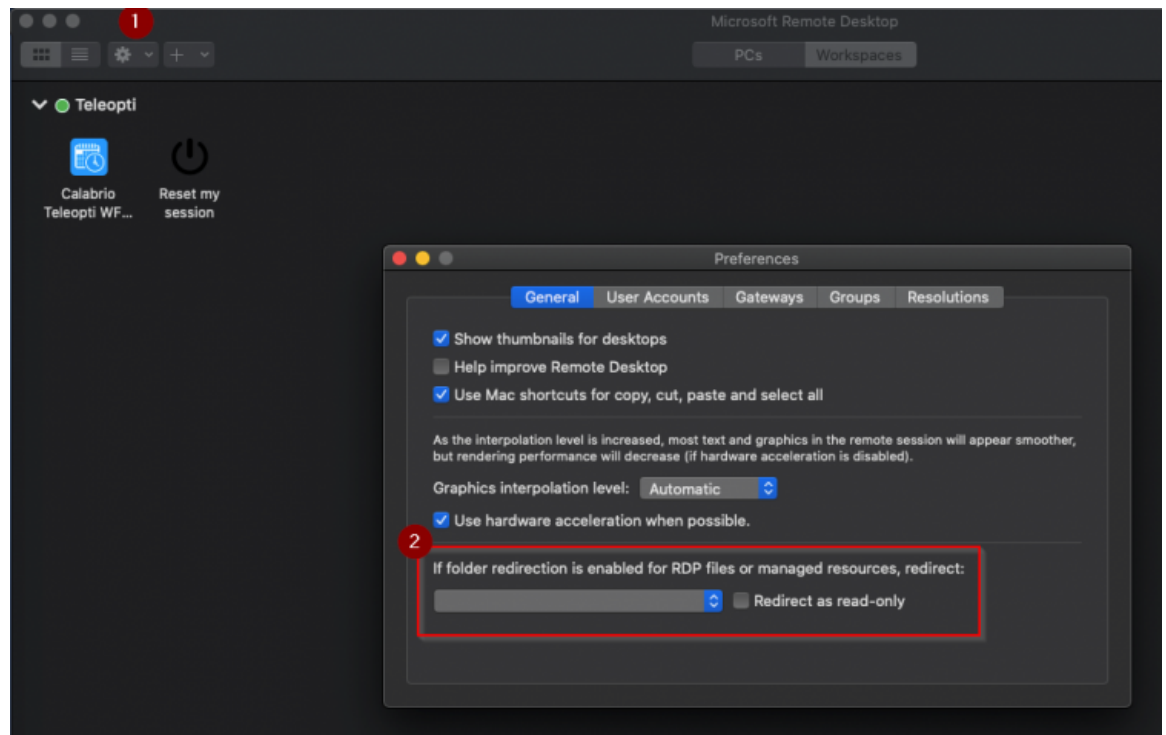 1
Microsoft Remote Desktop
PCs
Workspaces
Teleopti
Calabrio
Teleopti WF...
Reset my
session
Preferences
General
User Accounts
Gateways
Groups
Resolutions
Show thumbnails for desktops
Help improve Remote Desktop
Use Mac shortcuts for copy, cut, paste and select all
As the interpolation level is increased, most text and graphics in the remote session will appear smoother,
but rendering performance will decrease (if hardware acceleration is disabled).
Graphics interpolation level:
Automatic
Use hardware acceleration when possible.
2
If folder redirection is enabled for RDP files or managed resources, redirect:
Redirect as read-only